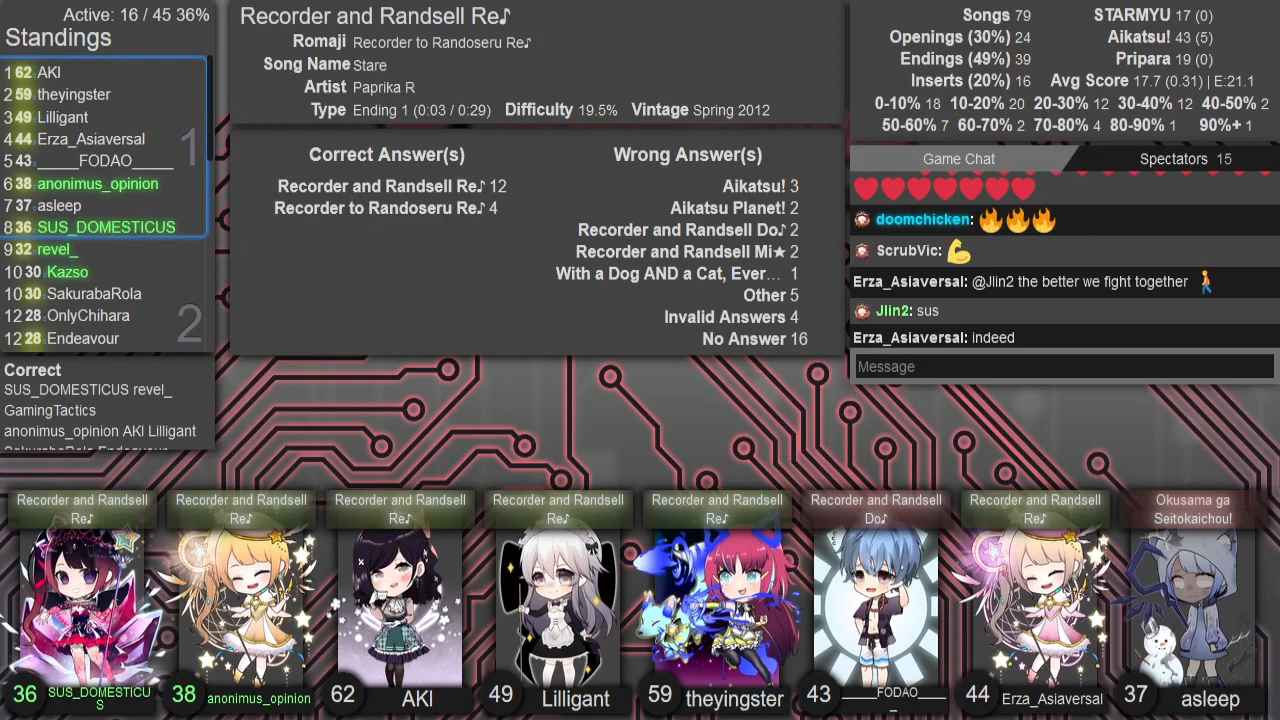 Active: 16 / 45 36%
Standings
1 62 AKI
2 59 theyingster
3 49 Lilligant
4 44 Erza_Asiaversal
5 43 _____FODAO_____
6 38 anonimus_opinion
7 37 asleep
8 36 SUS_DOMESTICUS
1
9 32 revel_
10 30 Kazso
10 30 SakurabaRola
12 28 OnlyChihara
12 28 Endeavour
2
Correct
SUS_DOMESTICUS revel_
GamingTactics
anonimus_opinion AKI Lilligant
SakurabaRola Endeavour
Recorder and Randsell Re♪
Romaji Recorder to Randoseru Re♪
Song Name Stare
Artist Paprika R
Type Ending 1 (0:03 / 0:29) Difficulty 19.5% Vintage Spring 2012
Correct Answer(s)
Recorder and Randsell Re♪ 12
Recorder to Randoseru Re♪ 4
Wrong Answer(s)
Aikatsu! 3
Aikatsu Planet! 2
Recorder and Randsell Do♪ 2
Recorder and Randsell Mi★ 2
With a Dog AND a Cat, Ever… 1
Other 5
Invalid Answers 4
No Answer 16
Songs 79 STARMYU 17 (0)
Openings (30%) 24 Aikatsu! 43 (5)
Endings (49%) 39 Pripara 19 (0)
Inserts (20%) 16 Avg Score 17.7 (0.31) | E:21.1
0-10% 18 10-20% 20 20-30% 12 30-40% 12 40-50% 2
50-60% 7 60-70% 2 70-80% 4 80-90% 1 90%+ 1
Game Chat Spectators 15
❤❤❤❤❤❤❤
doomchicken: 🔥🔥🔥
ScrubVic: 💪
Erza_Asiaversal: @Jlin2 the better we fight together 🚶
Jlin2: sus
Erza_Asiaversal: indeed
Message
Recorder and Randsell
Re♪
36 SUS_DOMESTICU
S
Recorder and Randsell
Re♪
38 anonimus_opinion
Recorder and Randsell
Re♪
62 AKI
Recorder and Randsell
Re♪
49 Lilligant
Recorder and Randsell
Re♪
59 theyingster
Recorder and Randsell
Do♪
43 _____FODAO____
_
Recorder and Randsell
Re♪
44 Erza_Asiaversal
Okusama ga
Seitokaichou!
37 asleep